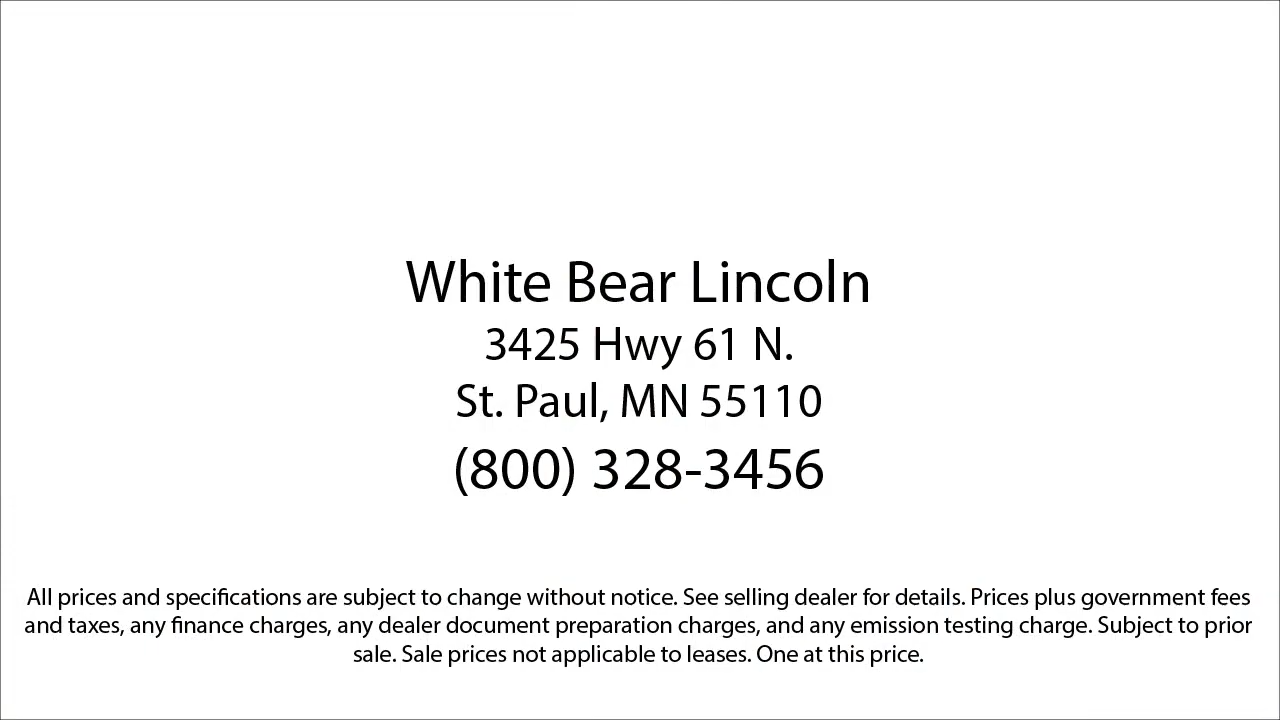 White Bear Lincoln
3425 Hwy 61 N.
St. Paul, MN 55110
(800) 328-3456
All prices and specifications are subject to change without notice. See selling dealer for details. Prices plus government fees
and taxes, any finance charges, any dealer document preparation charges, and any emission testing charge. Subject to prior
sale. Sale prices not applicable to leases. One at this price.